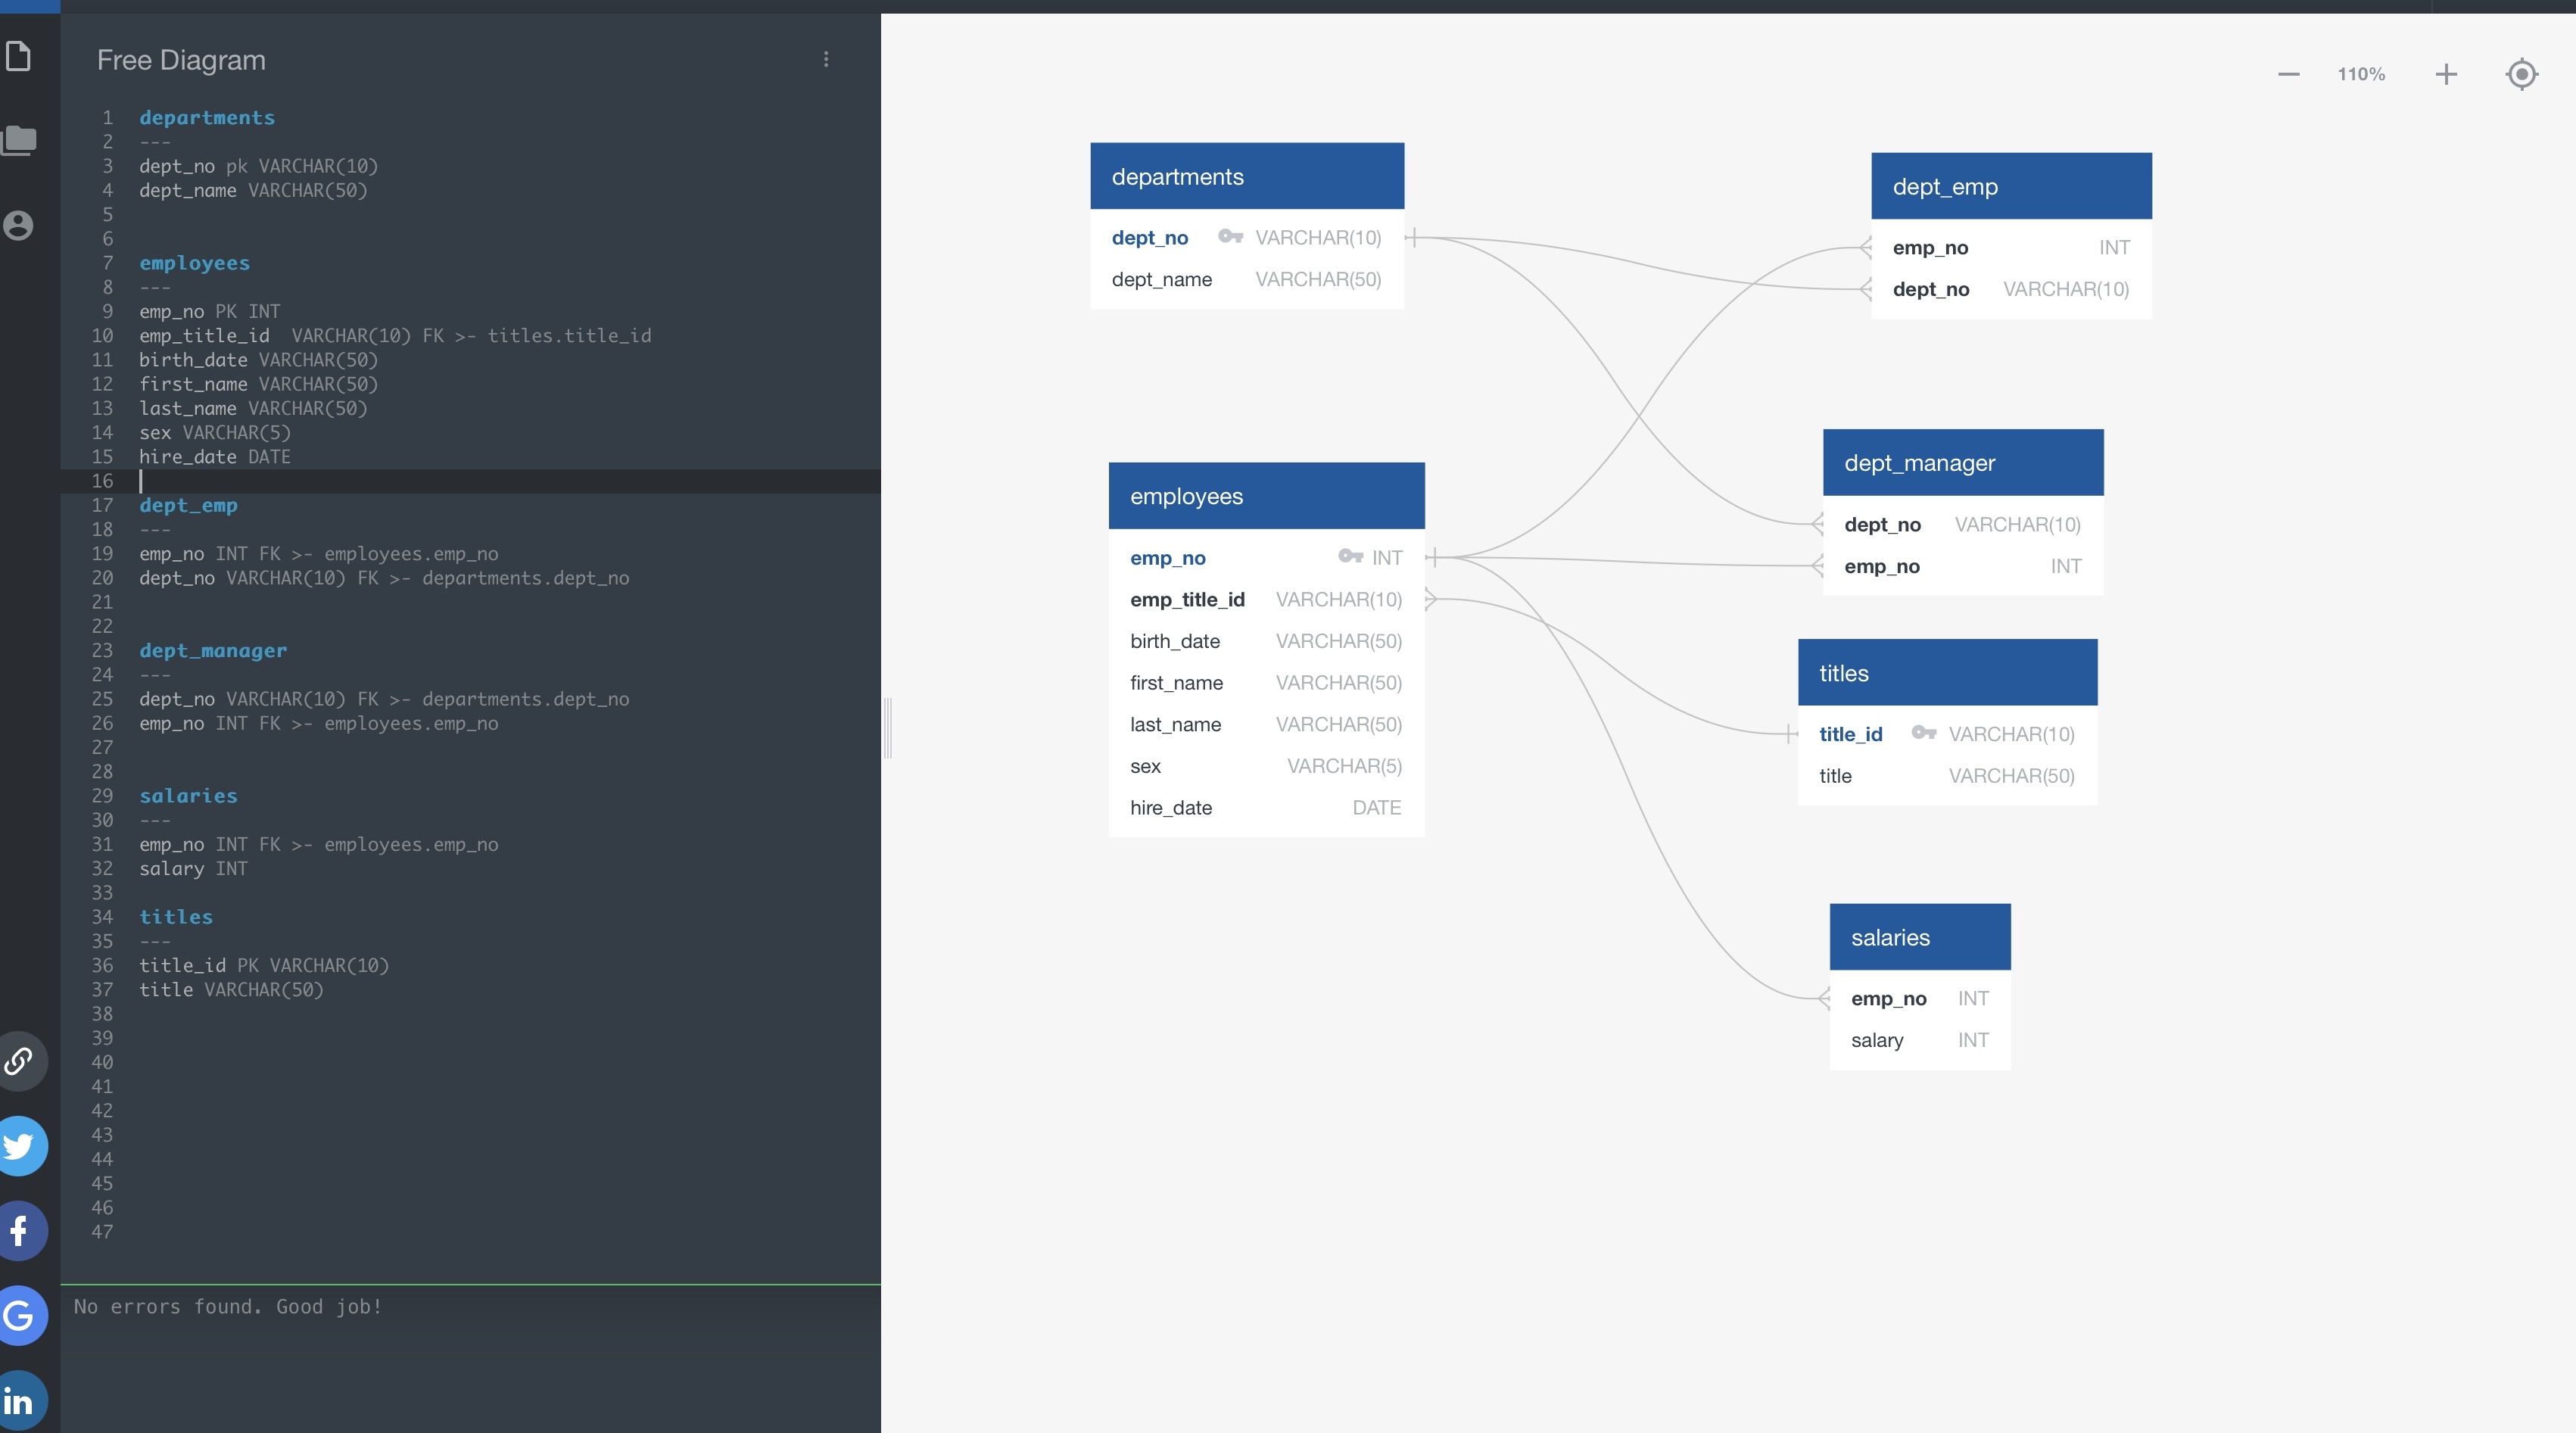 Free Diagram
1 departments
2 ---
3 dept_no pk VARCHAR(10)
4 dept_name VARCHAR(50)
5
6
7 employees
8 ---
9 emp_no PK INT
10 emp_title_id  VARCHAR(10) FK >- titles.title_id
11 birth_date VARCHAR(50)
12 first_name VARCHAR(50)
13 last_name VARCHAR(50)
14 sex VARCHAR(5)
15 hire_date DATE
16
17 dept_emp
18 ---
19 emp_no INT FK >- employees.emp_no
20 dept_no VARCHAR(10) FK >- departments.dept_no
21
22
23 dept_manager
24 ---
25 dept_no VARCHAR(10) FK >- departments.dept_no
26 emp_no INT FK >- employees.emp_no
27
28
29 salaries
30 ---
31 emp_no INT FK >- employees.emp_no
32 salary INT
33
34 titles
35 ---
36 title_id PK VARCHAR(10)
37 title VARCHAR(50)
38
39
40
41
42
43
44
45
46
47
No errors found. Good job!
f
G
in
110%
departments
dept_no VARCHAR(10)
dept_name VARCHAR(50)
employees
emp_no INT
emp_title_id VARCHAR(10)
birth_date VARCHAR(50)
first_name VARCHAR(50)
last_name VARCHAR(50)
sex VARCHAR(5)
hire_date DATE
dept_emp
emp_no INT
dept_no VARCHAR(10)
dept_manager
dept_no VARCHAR(10)
emp_no INT
titles
title_id VARCHAR(10)
title VARCHAR(50)
salaries
emp_no INT
salary INT